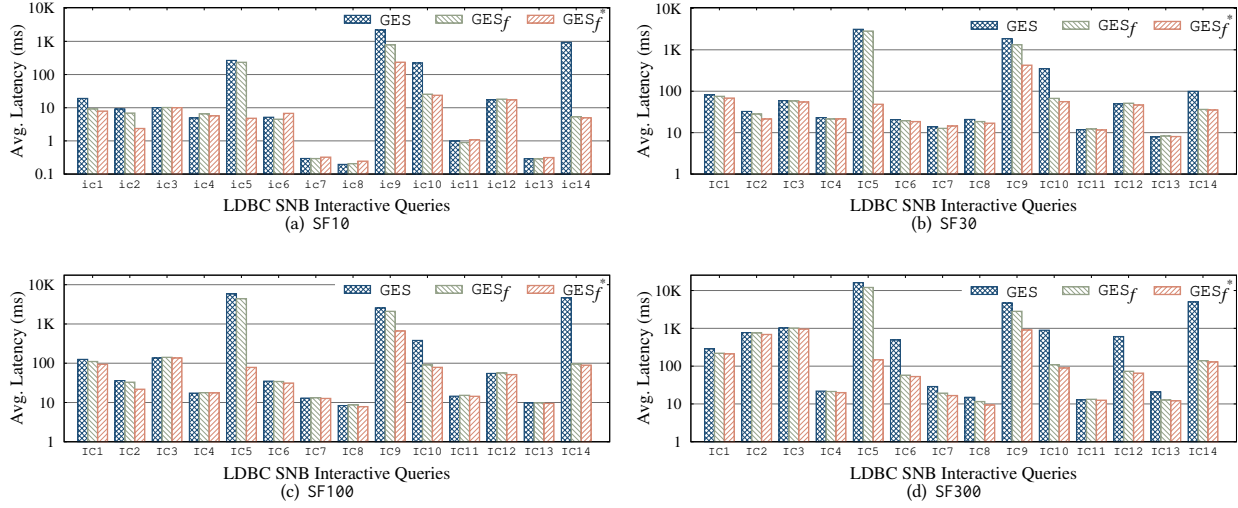 10K
1K
100
10
1
0.1
Avg. Latency (ms)
GES GESf GESf*
ic1 ic2 ic3 ic4 ic5 ic6 ic7 ic8 ic9 ic10 ic11 ic12 ic13 ic14
LDBC SNB Interactive Queries
(a) SF10
10K
1K
100
10
1
Avg. Latency (ms)
GES GESf GESf*
IC1 IC2 IC3 IC4 IC5 IC6 IC7 IC8 IC9 IC10 IC11 IC12 IC13 IC14
LDBC SNB Interactive Queries
(b) SF30
10K
1K
100
10
1
Avg. Latency (ms)
GES GESf GESf*
IC1 IC2 IC3 IC4 IC5 IC6 IC7 IC8 IC9 IC10 IC11 IC12 IC13 IC14
LDBC SNB Interactive Queries
(c) SF100
10K
1K
100
10
1
Avg. Latency (ms)
GES GESf GESf*
IC1 IC2 IC3 IC4 IC5 IC6 IC7 IC8 IC9 IC10 IC11 IC12 IC13 IC14
LDBC SNB Interactive Queries
(d) SF300